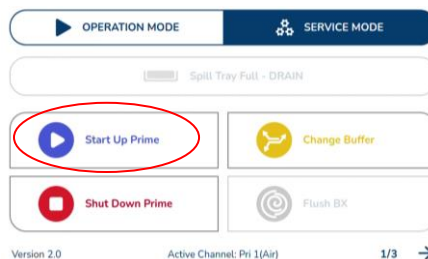 OPERATION MODE SERVICE MODE
Spill Tray Full - DRAIN
Start Up Prime Change Buffer
Shut Down Prime Flush BX
Version 2.0 Active Channel: Pri 1(Air) 1/3